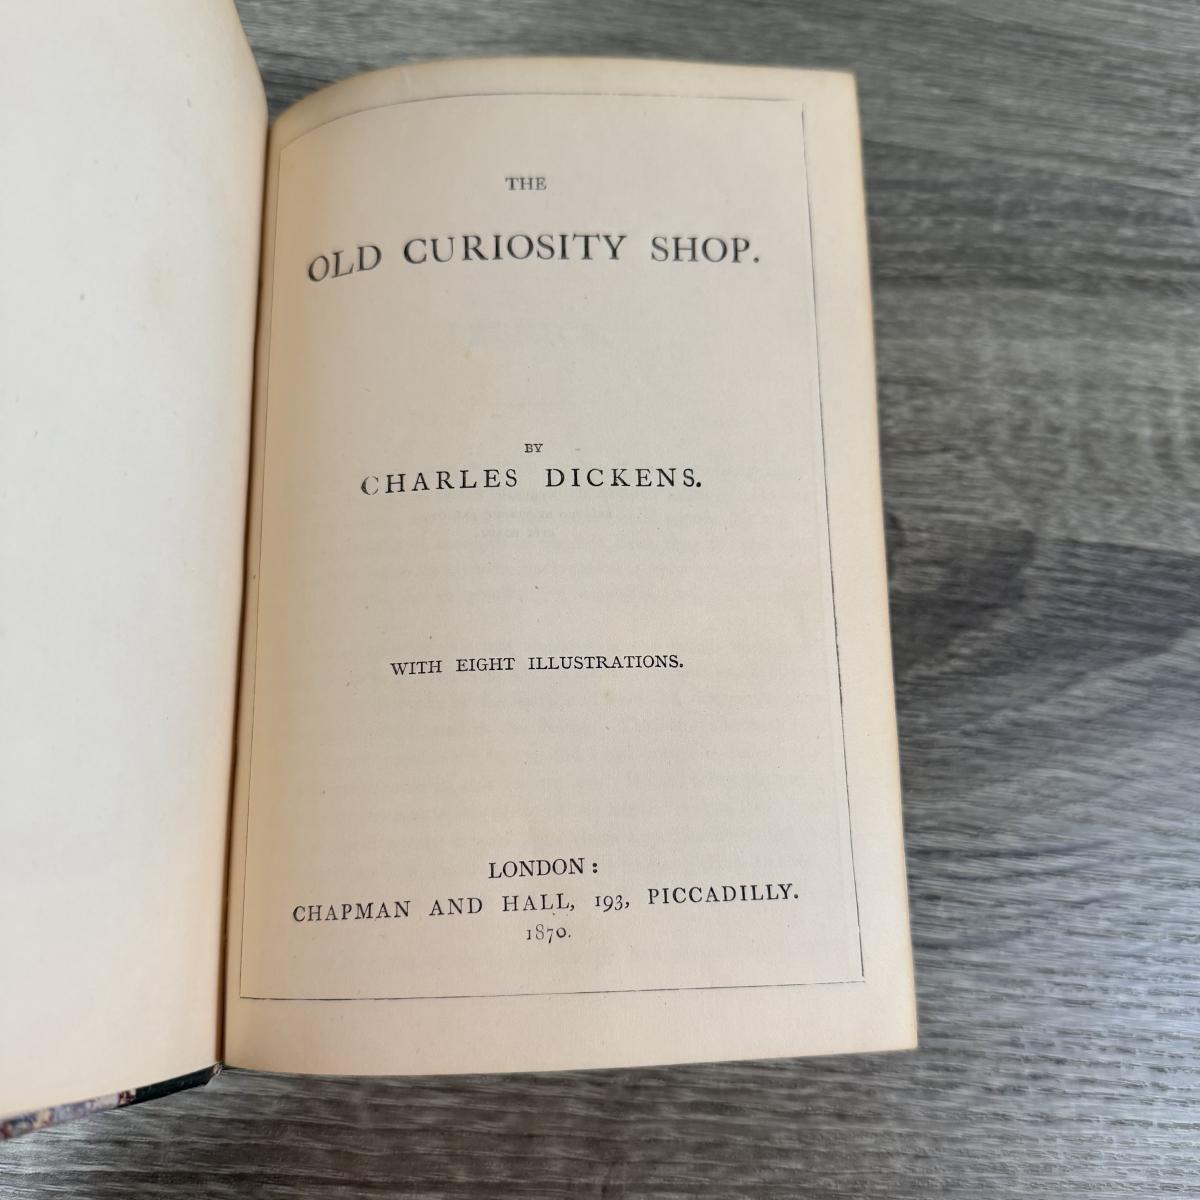 THE
OLD CURIOSITY SHOP.
BY
CHARLES DICKENS.
WITH EIGHT ILLUSTRATIONS.
LONDON:
CHAPMAN AND HALL, 193, PICCADILLY.
1870.